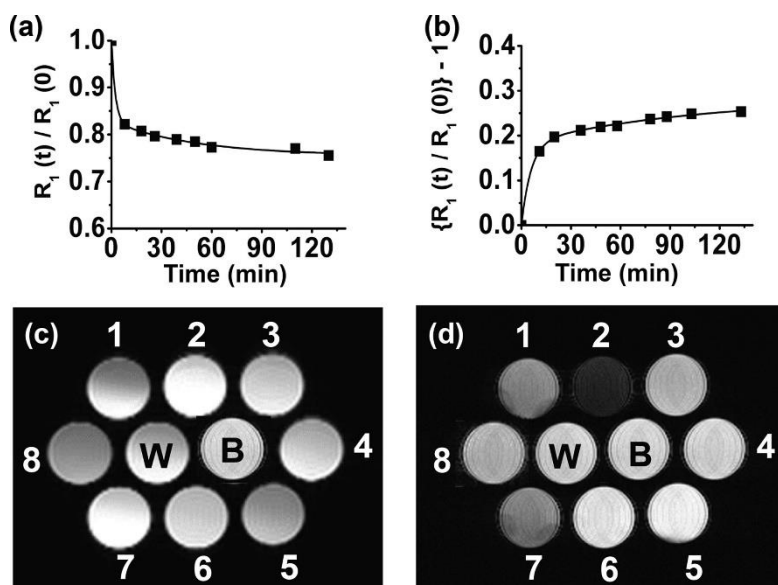 (a)
1.0
0.9
0.8
0.7
0.6
R₁ (t) / R₁ (0)
0 30 60 90 120
Time (min)
(b)
0.4
0.3
0.2
0.1
0.0
{R₁ (t) / R₁ (0)} - 1
0 30 60 90 120
Time (min)
(c)
1 2 3
8 W B 4
7 6 5
(d)
1 2 3
8 W B 4
7 6 5